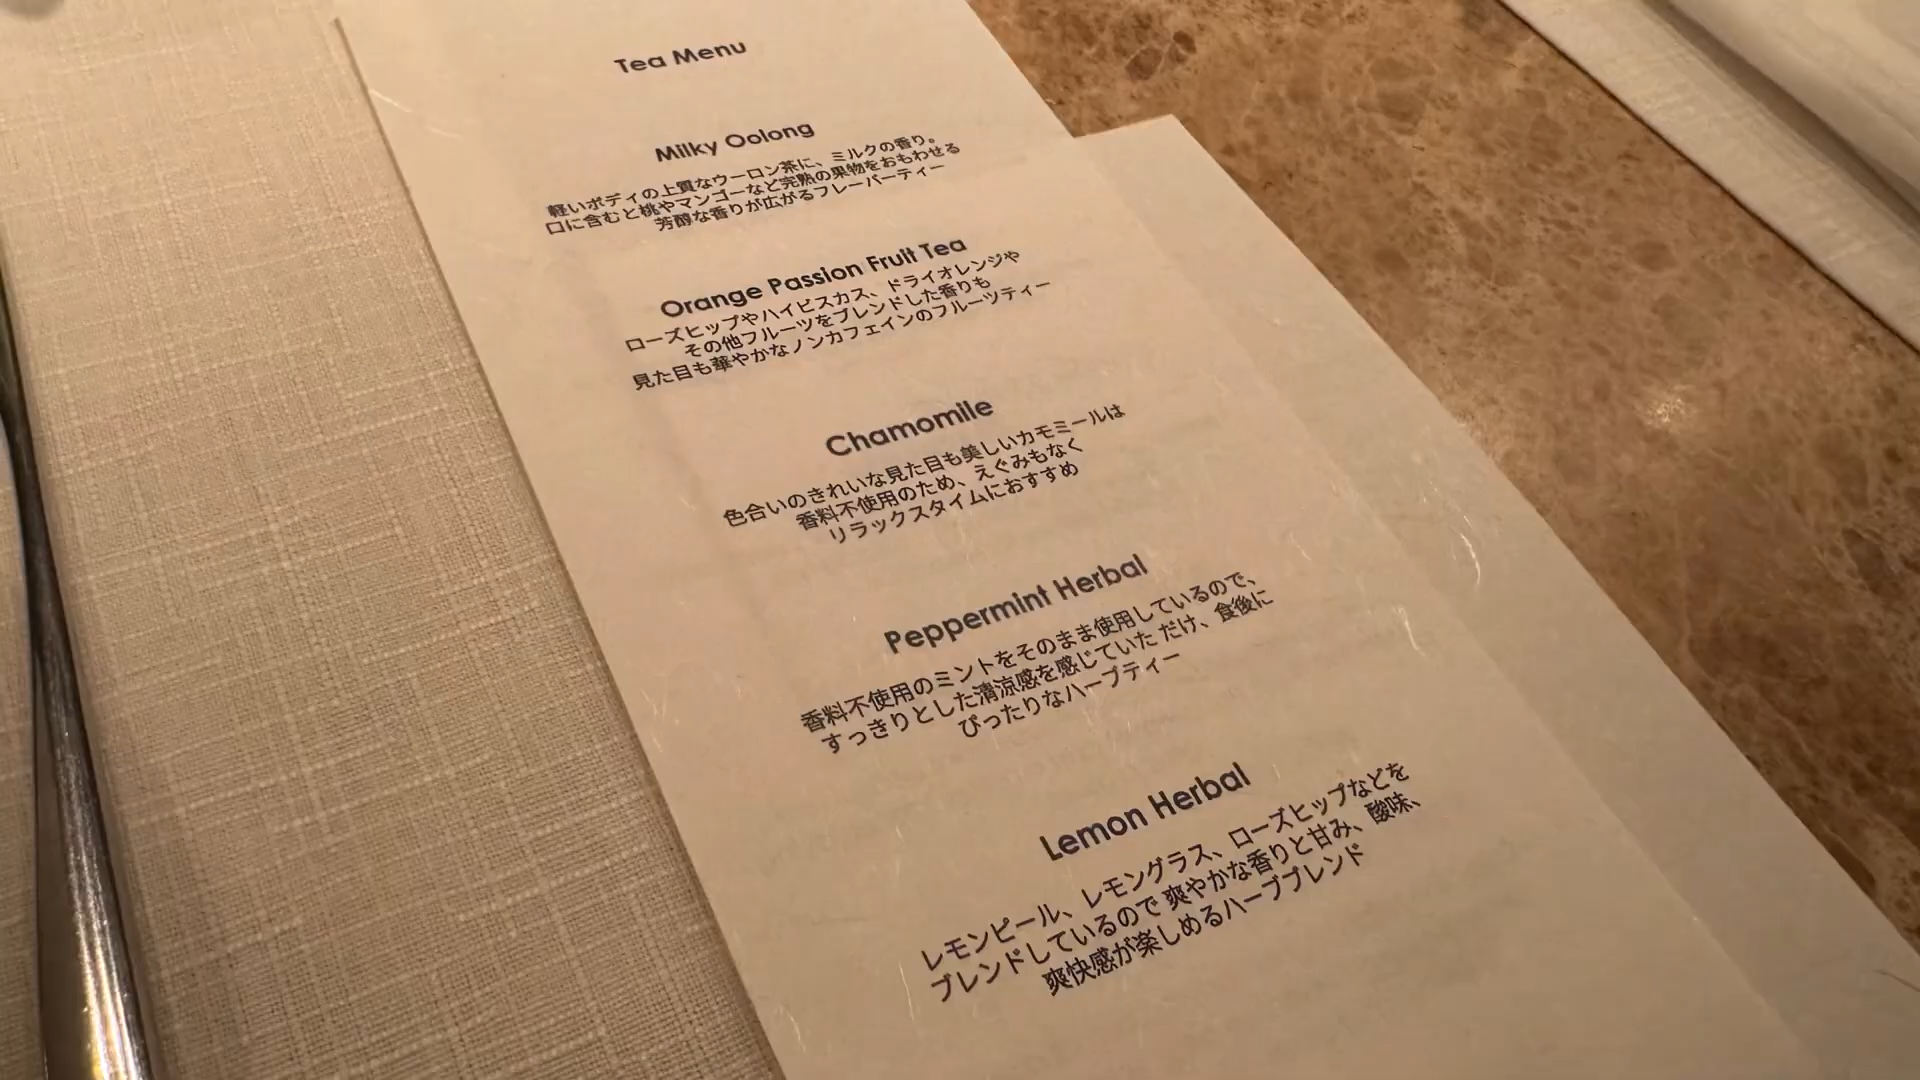 Tea Menu
Milky Oolong
軽いボディの上質なウーロン茶に、ミルクの香り。
口に含むと桃やマンゴーなど完熟の果物をおもわせる
芳醇な香りが広がるフレーバーティー
Orange Passion Fruit Tea
ローズヒップやハイビスカス、ドライオレンジや
その他フルーツをブレンドした香りも
見た目も華やかなノンカフェインのフルーツティー
Chamomile
色合いのきれいな見た目も美しいカモミールは
香料不使用のため、えぐみもなく
リラックスタイムにおすすめ
Peppermint Herbal
香料不使用のミントをそのまま使用しているので、
すっきりとした清涼感を感じていた だけ、食後に
ぴったりなハーブティー
Lemon Herbal
レモンピール、レモングラス、ローズヒップなどを
ブレンドしているので 爽やかな香りと甘み、酸味、
爽快感が楽しめるハーブブレンド